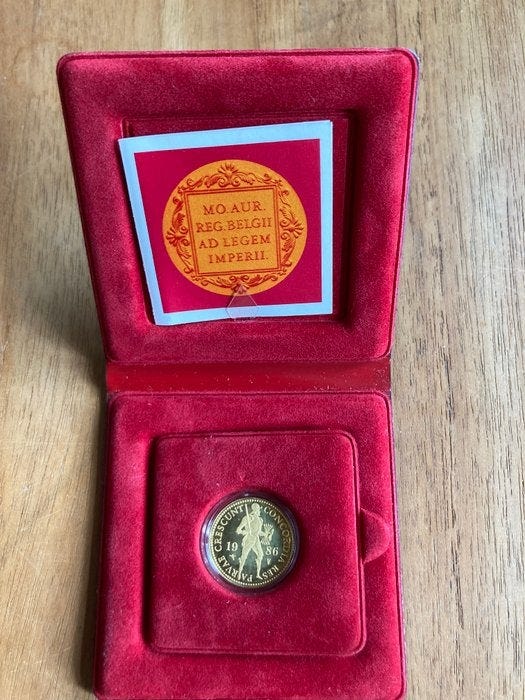 MO.AUR.
REG.BELGII
AD LEGEM
IMPERII.
CONCORDIA RES PARVAE CRESCUNT
19 86